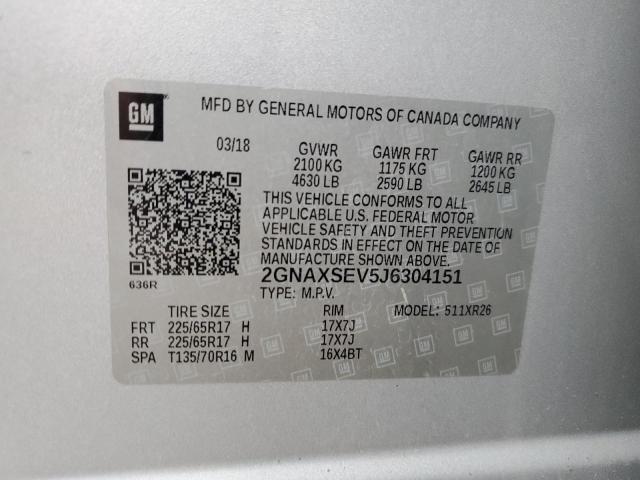 GM
MFD BY GENERAL MOTORS OF CANADA COMPANY
03/18 GVWR GAWR FRT GAWR RR
2100 KG 1175 KG 1200 KG
4630 LB 2590 LB 2645 LB
THIS VEHICLE CONFORMS TO ALL
APPLICABLE U.S. FEDERAL MOTOR
VEHICLE SAFETY AND THEFT PREVENTION
STANDARDS IN EFFECT ON THE DATE OF
MANUFACTURE SHOWN ABOVE.
2GNAXSEV5J6304151
636R
TYPE: M.P.V.
TIRE SIZE RIM MODEL: 511XR26
FRT 225/65R17 H 17X7J
RR 225/65R17 H 17X7J
SPA T135/70R16 M 16X4BT